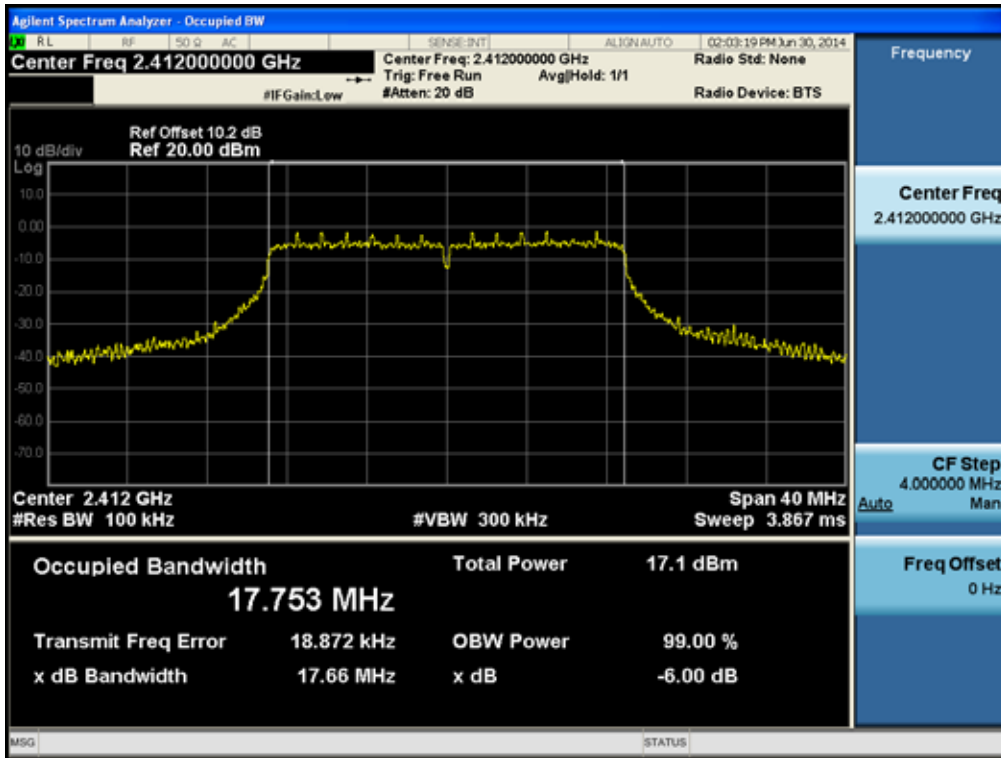 Agilent Spectrum Analyzer - Occupied BW
RL RF 50 Ω AC SENSE:INT ALIGN AUTO 02:03:19 PM Jun 30, 2014
Center Freq 2.412000000 GHz
Center Freq: 2.412000000 GHz Radio Std: None
Trig: Free Run Avg|Hold: 1/1
#IFGain:Low #Atten: 20 dB Radio Device: BTS
Ref Offset 10.2 dB
10 dB/div Ref 20.00 dBm
Log
10.0
0.00
-10.0
-20.0
-30.0
-40.0
-50.0
-60.0
-70.0
Center 2.412 GHz Span 40 MHz
#Res BW 100 kHz #VBW 300 kHz Sweep 3.867 ms
Occupied Bandwidth Total Power 17.1 dBm
17.753 MHz
Transmit Freq Error 18.872 kHz OBW Power 99.00 %
x dB Bandwidth 17.66 MHz x dB -6.00 dB
MSG STATUS
Frequency
Center Freq
2.412000000 GHz
CF Step
4.000000 MHz
Auto Man
Freq Offset
0 Hz